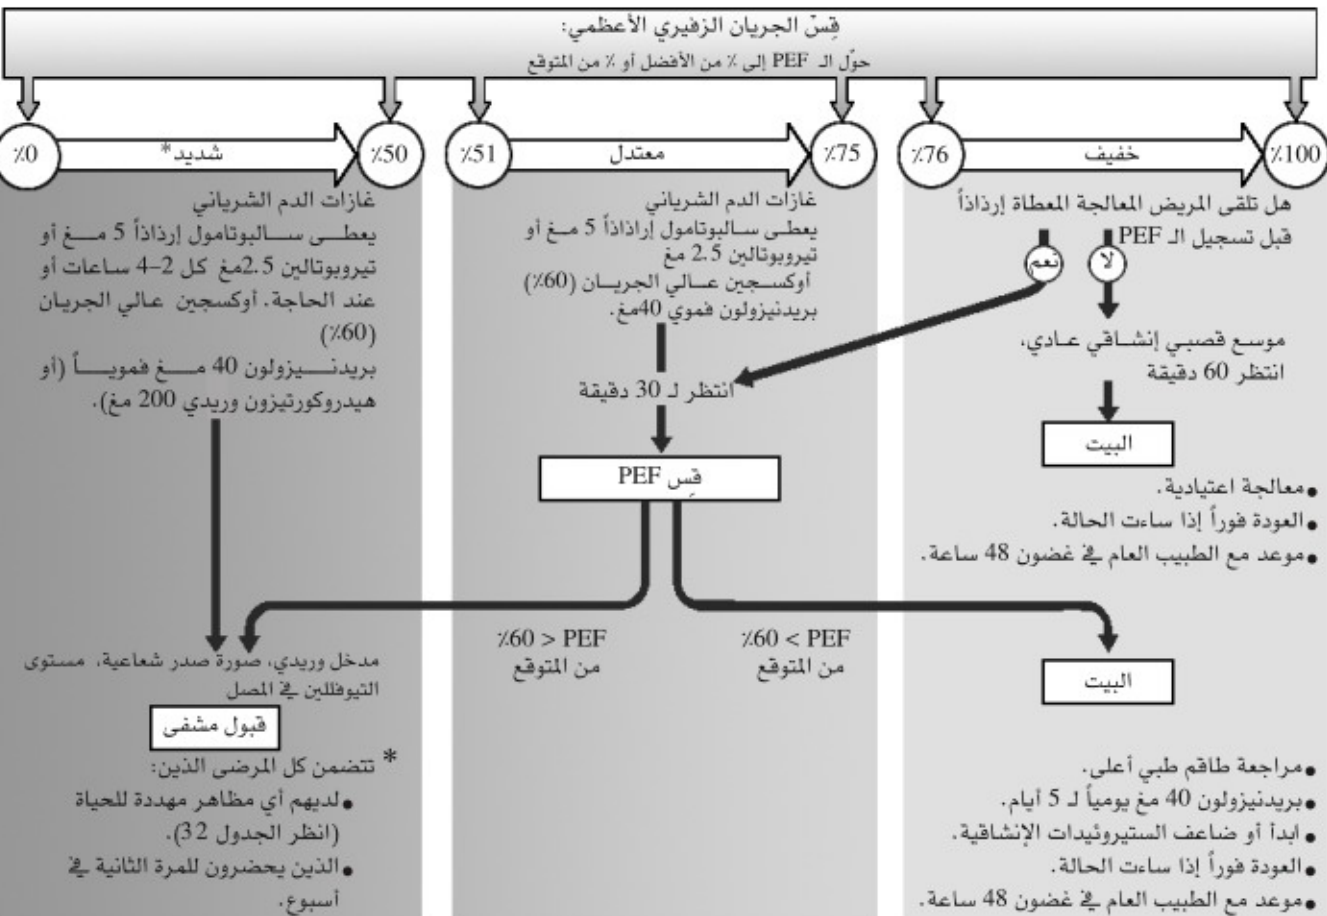 قِسّ الجريان الزفيري الأعظمي:
حوّل الـ PEF إلى ٪ من الأفضل أو ٪ من المتوقع
٪100
خفيف
٪76
٪75
معتدل
٪51
٪50
شديد*
٪0
هل تلقى المريض المعالجة المعطاة إرذاذاً
قبل تسجيل الـ PEF
لا
نعم
موسع قصبي إنشاقي عادي،
انتظر 60 دقيقة
البيت
•معالجة اعتيادية.
•العودة فوراً إذا ساءت الحالة.
•موعد مع الطبيب العام في غضون 48 ساعة.
غازات الدم الشرياني
يعطى سالبوتامول إراذاذاً 5 مغ أو
تيروبوتالين 2.5 مغ
أوكسجين عالي الجريان (60٪)
بريدنيزولون فموي 40مغ.
انتظر لـ 30 دقيقة
قِس PEF
غازات الدم الشرياني
يعطى سالبوتامول إرذاذاً 5 مغ أو
تيروبوتالين 2.5مغ كل 2–4 ساعات أو
عند الحاجة. أوكسجين عالي الجريان
(60٪)
بريدنيزولون 40 مغ فموياً (أو
هيدروكورتيزون وريدي 200 مغ).
٪60 < PEF
من المتوقع
٪60 > PEF
من المتوقع
البيت
•مراجعة طاقم طبي أعلى.
•بريدنيزولون 40 مغ يومياً لـ 5 أيام.
•ابدأ أو ضاعف الستيروئيدات الإنشاقية.
•العودة فوراً إذا ساءت الحالة.
•موعد مع الطبيب العام في غضون 48 ساعة.
مدخل وريدي، صورة صدر شعاعية، مستوى
التيوفللين في المصل
قبول مشفى
* تتضمن كل المرضى الذين:
•لديهم أي مظاهر مهددة للحياة
(انظر الجدول 32).
•الذين يحضرون للمرة الثانية في
أسبوع.